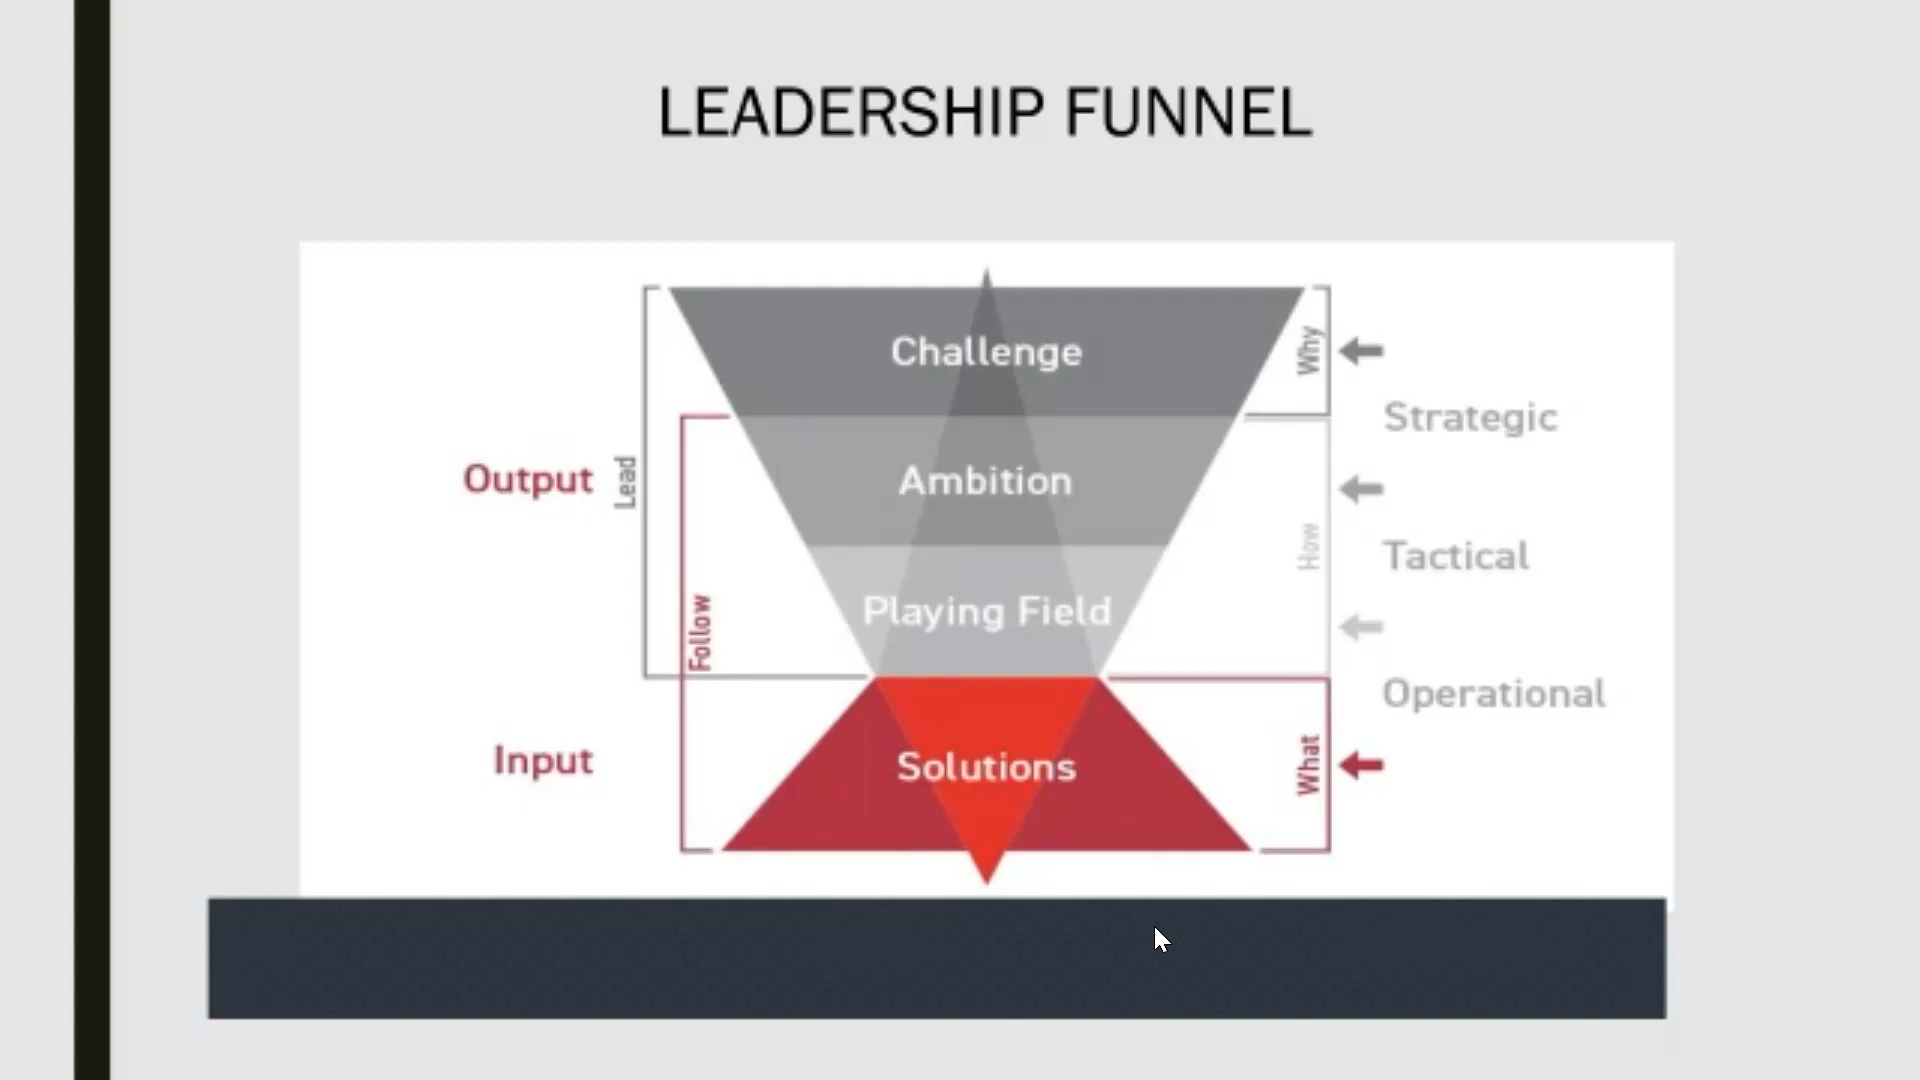 LEADERSHIP FUNNEL
Challenge
Why
Strategic
Output
Lead
Ambition
How
Tactical
Follow
Playing Field
Operational
Input
Solutions
What